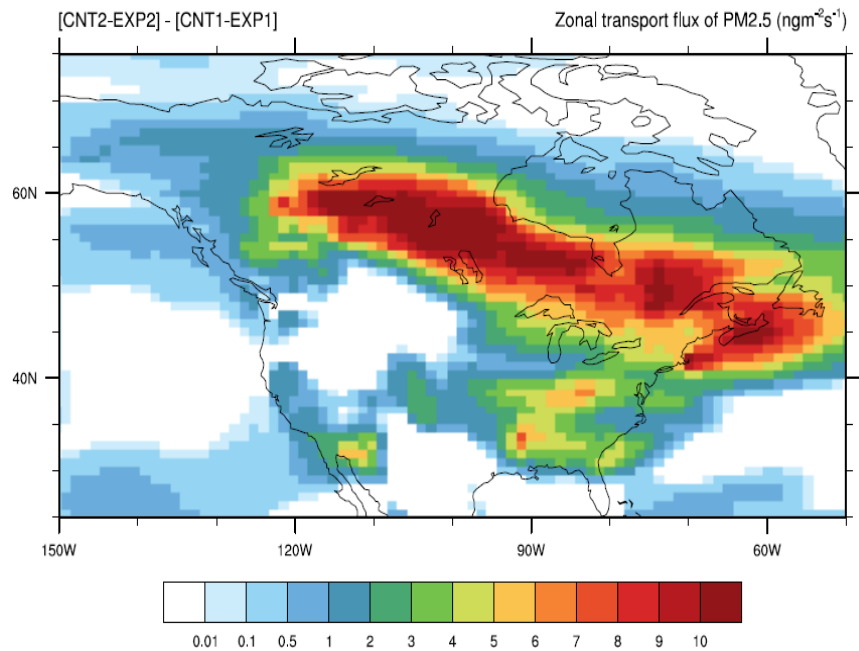 [CNT2-EXP2] - [CNT1-EXP1] Zonal transport flux of PM2.5 (ngm⁻²s⁻¹)
60N
40N
150W 120W 90W 60W
0.01 0.1 0.5 1 2 3 4 5 6 7 8 9 10